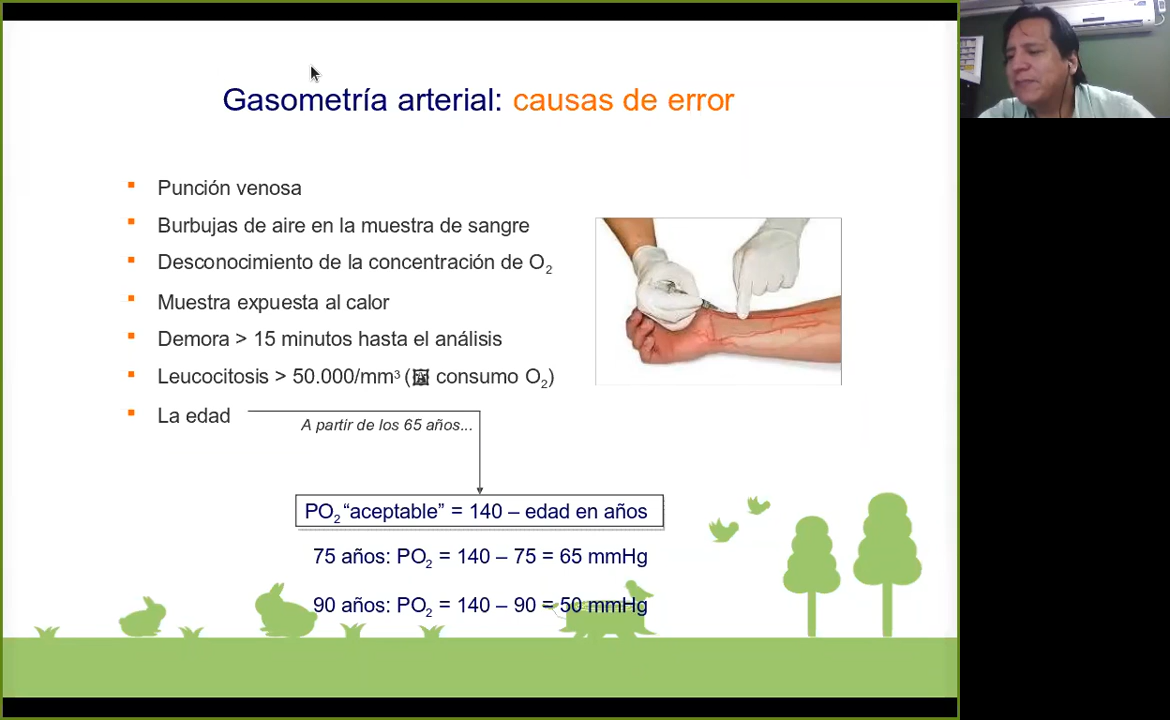 Gasometría arterial: causas de error
Punción venosa
Burbujas de aire en la muestra de sangre
Desconocimiento de la concentración de O2
Muestra expuesta al calor
Demora > 15 minutos hasta el análisis
Leucocitosis > 50.000/mm3 ( consumo O2)
La edad
A partir de los 65 años...
PO2 “aceptable” = 140 – edad en años
75 años: PO2 = 140 – 75 = 65 mmHg
90 años: PO2 = 140 – 90 = 50 mmHg